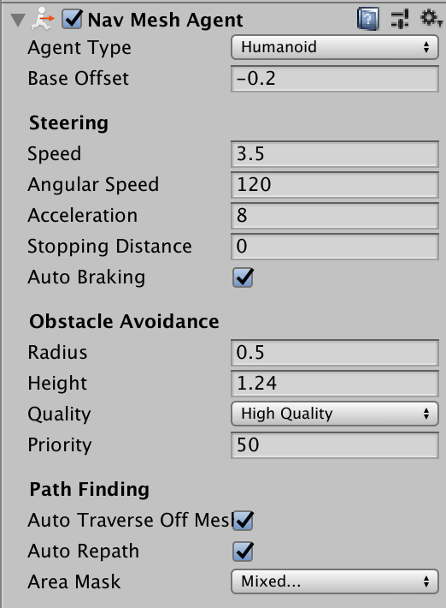 Nav Mesh Agent
Agent Type Humanoid
Base Offset -0.2
Steering
Speed 3.5
Angular Speed 120
Acceleration 8
Stopping Distance 0
Auto Braking
Obstacle Avoidance
Radius 0.5
Height 1.24
Quality High Quality
Priority 50
Path Finding
Auto Traverse Off Mesl
Auto Repath
Area Mask Mixed...